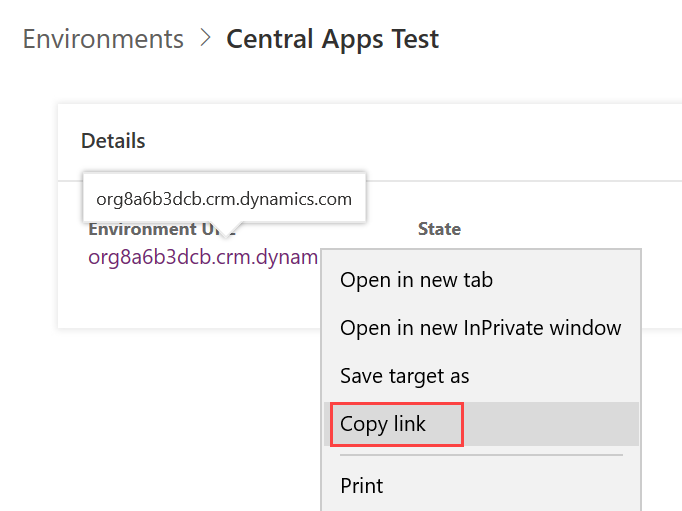 Environments > Central Apps Test
Details
org8a6b3dcb.crm.dynamics.com
Environment State
org8a6b3dcb.crm.dynam
Open in new tab
Open in new InPrivate window
Save target as
Copy link
Print